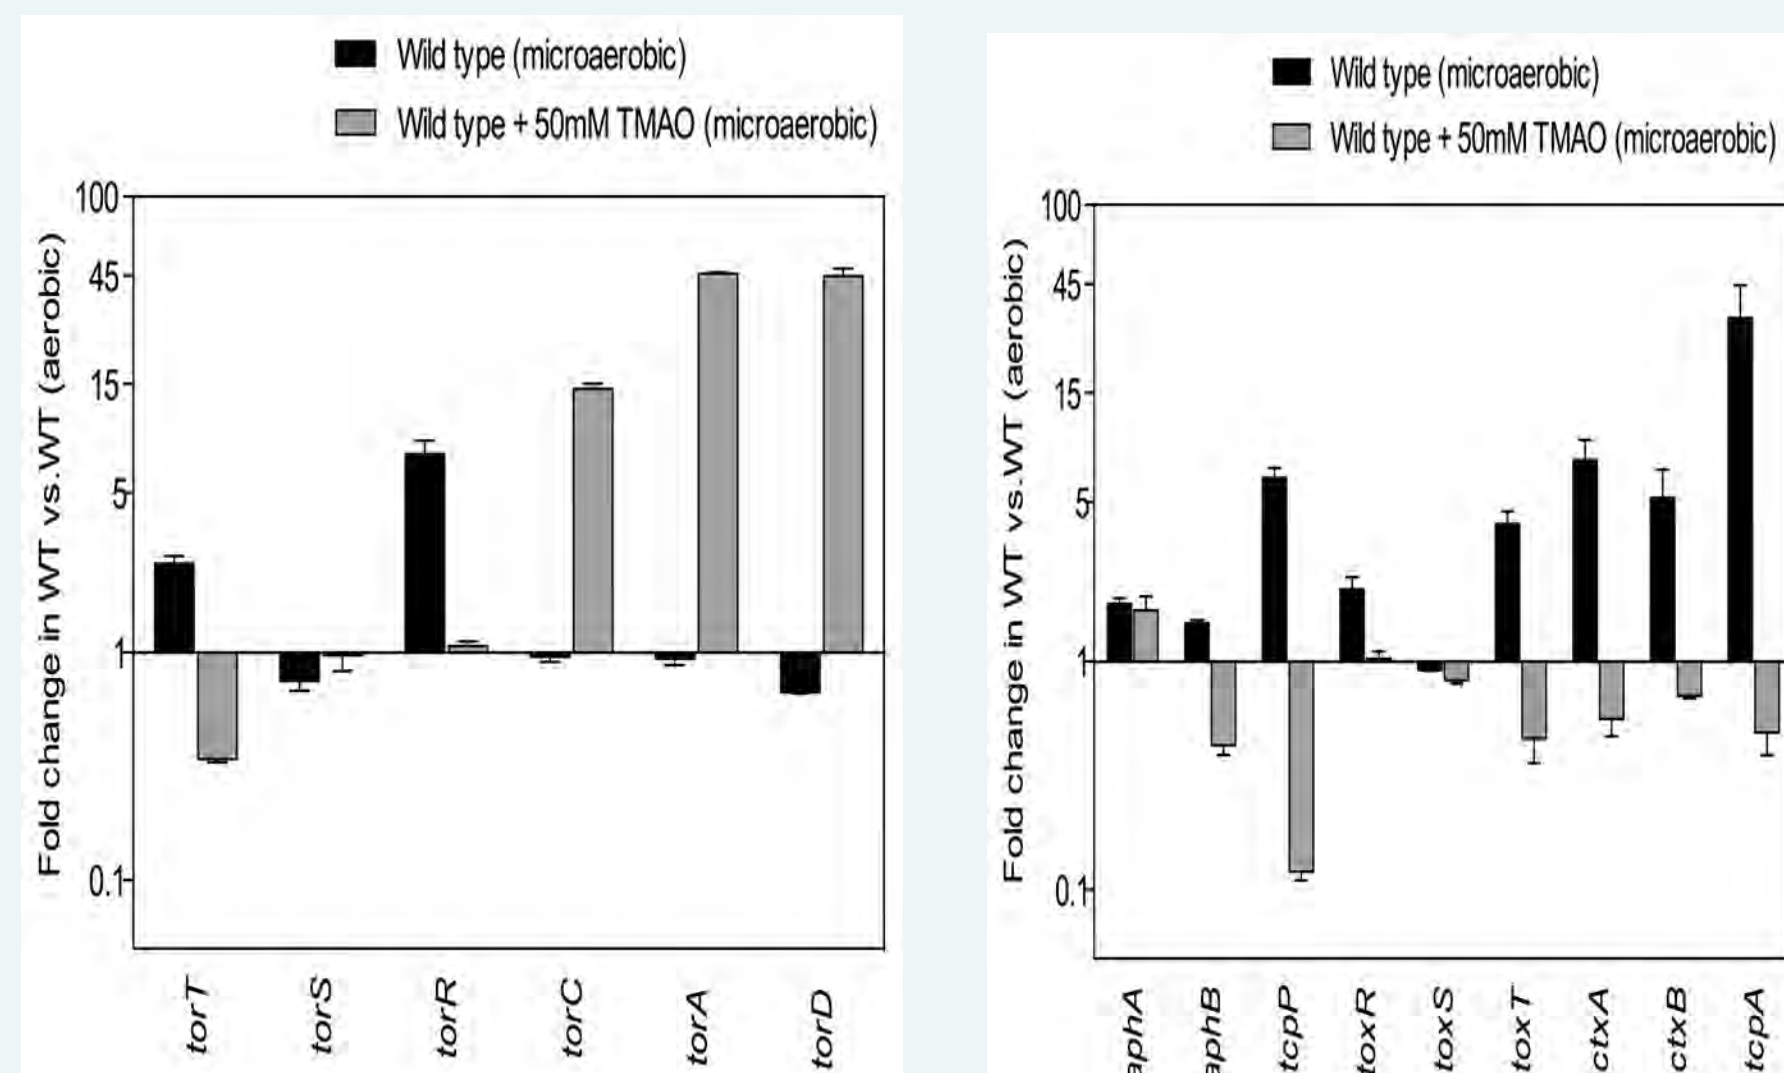 Wild type (microaerobic)
Wild type + 50mM TMAO (microaerobic)
Fold change in WT vs.WT (aerobic)
100
45
15
5
1
0.1
torT
torS
torR
torC
torA
torD
Wild type (microaerobic)
Wild type + 50mM TMAO (microaerobic)
Fold change in WT vs.WT (aerobic)
100
45
15
5
1
0.1
aphA
aphB
tcpP
toxR
toxS
toxT
ctxA
ctxB
tcpA